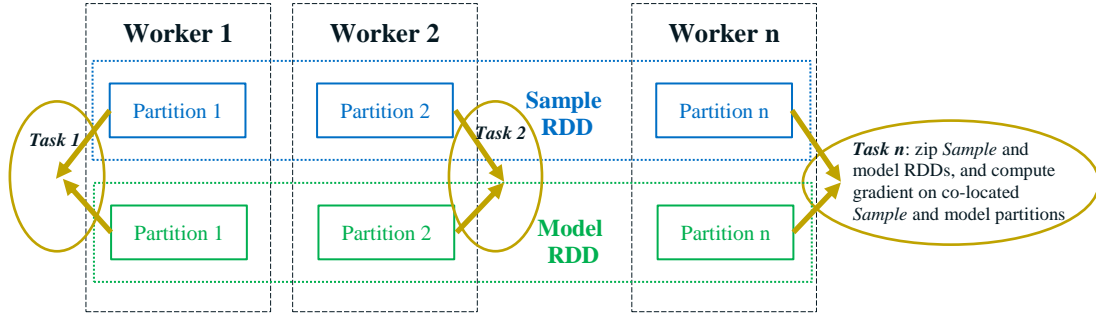 Worker 1
Worker 2
Worker n
Partition 1
Partition 2
Sample
RDD
Partition n
Task 1
Task 2
Task n: zip Sample and
model RDDs, and compute
gradient on co-located
Sample and model partitions
Partition 1
Partition 2
Model
RDD
Partition n